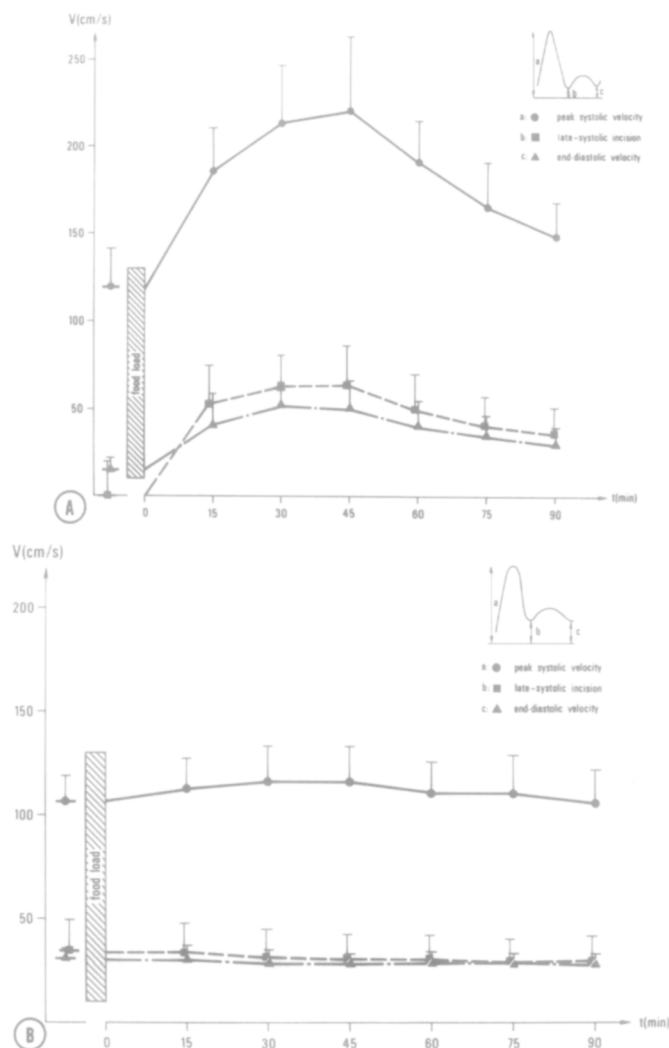 V(cm/s)
250
200
150
100
50
food load
a
b
c
a: peak systolic velocity
b: late-systolic incision
c: end-diastolic velocity
A
0 15 30 45 60 75 90
t(min)
V(cm/s)
200
150
100
50
food load
a
b
c
a: peak systolic velocity
b: late-systolic incision
c: end-diastolic velocity
B
0 15 30 45 60 75 90
t(min)